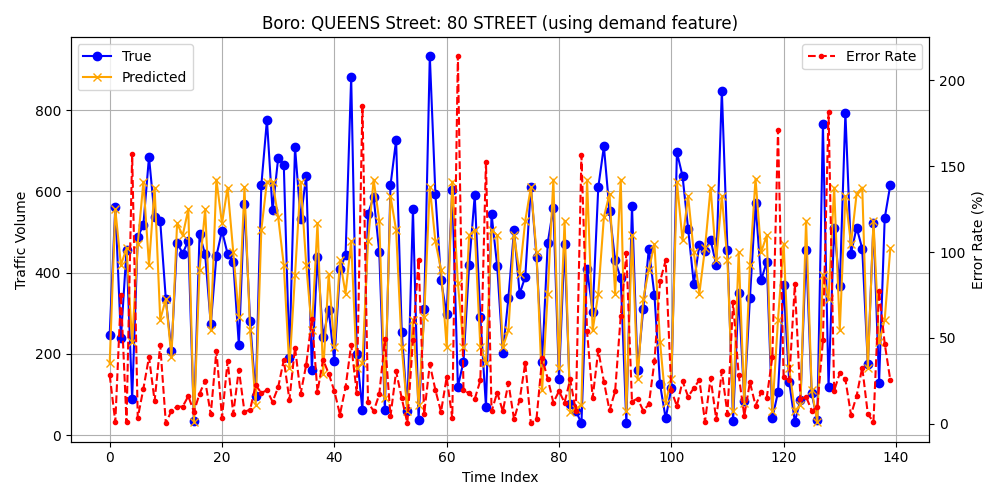 Boro: QUEENS Street: 80 STREET (using demand feature)
True
Predicted
Error Rate
Traffic Volume
800
600
400
200
0
200
150
100
50
0
Error Rate (%)
0 20 40 60 80 100 120 140
Time Index